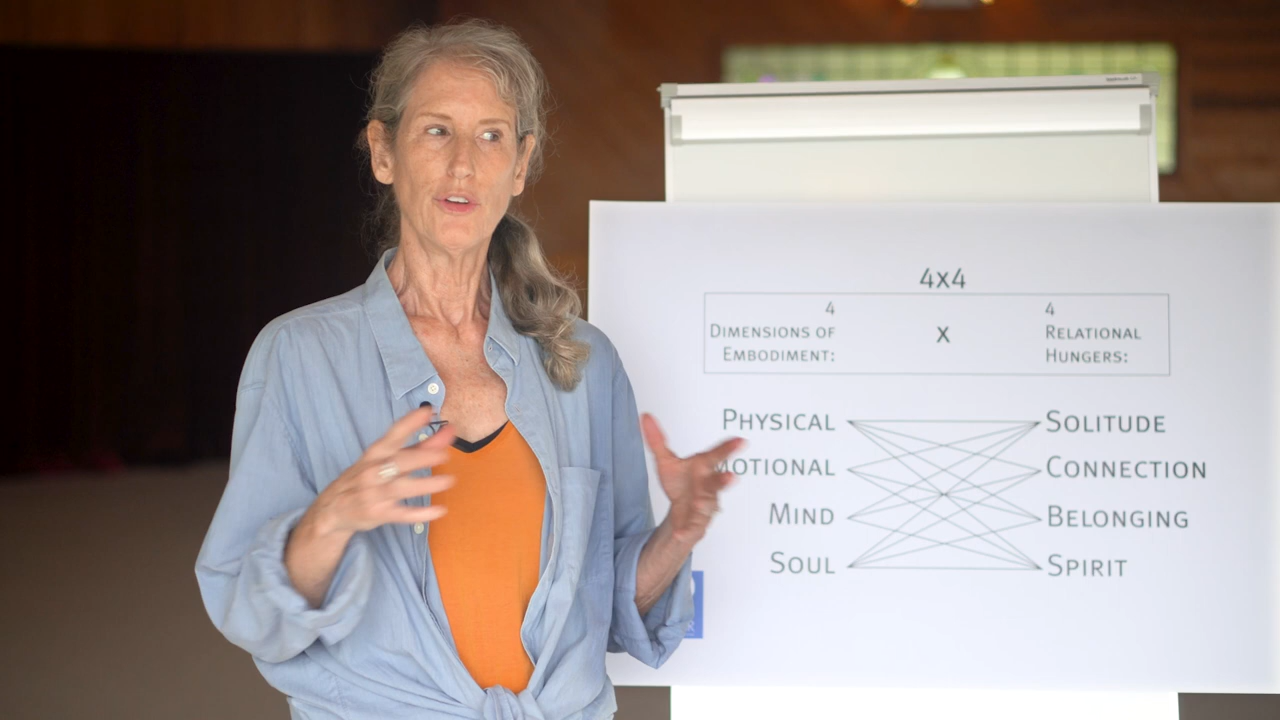 4x4
4
Dimensions of
Embodiment:
x
4
Relational
Hungers:
Physical
Solitude
motional
Connection
Mind
Belonging
Soul
Spirit